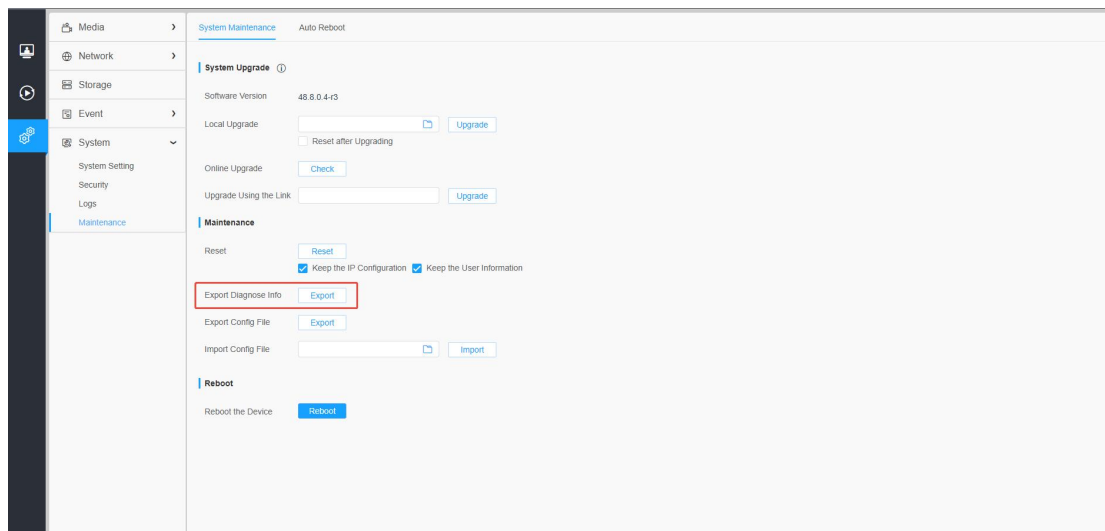 Media
Network
Storage
Event
System
System Setting
Security
Logs
Maintenance
System Maintenance Auto Reboot
System Upgrade
Software Version 48.8.0.4-r3
Local Upgrade Upgrade
Reset after Upgrading
Online Upgrade Check
Upgrade Using the Link Upgrade
Maintenance
Reset Reset
Keep the IP Configuration Keep the User Information
Export Diagnose Info Export
Export Config File Export
Import Config File Import
Reboot
Reboot the Device Reboot